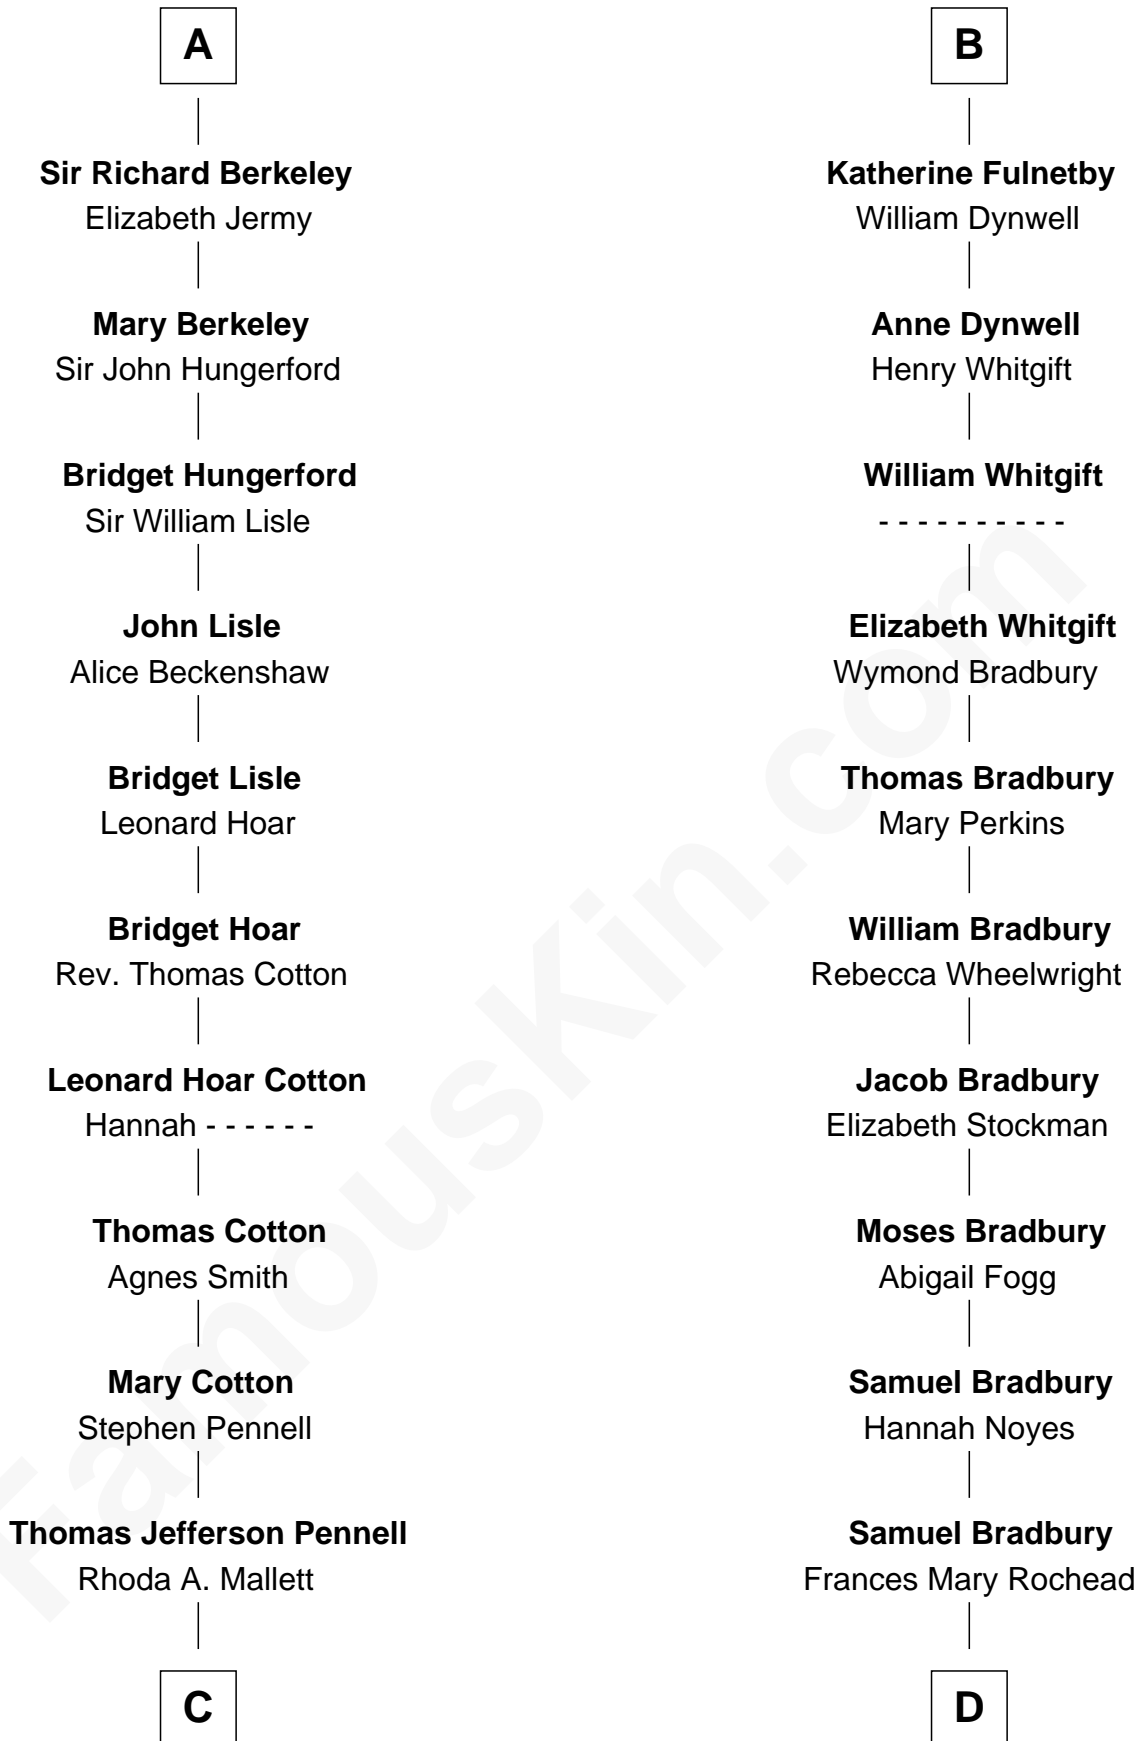 A
Sir Richard Berkeley
Elizabeth Jermy
Mary Berkeley
Sir John Hungerford
Bridget Hungerford
Sir William Lisle
John Lisle
Alice Beckenshaw
Bridget Lisle
Leonard Hoar
Bridget Hoar
Rev. Thomas Cotton
Leonard Hoar Cotton
Hannah - - - - - -
Thomas Cotton
Agnes Smith
Mary Cotton
Stephen Pennell
Thomas Jefferson Pennell
Rhoda A. Mallett
C
B
Katherine Fulnetby
William Dynwell
Anne Dynwell
Henry Whitgift
William Whitgift
- - - - - - - - - -
Elizabeth Whitgift
Wymond Bradbury
Thomas Bradbury
Mary Perkins
William Bradbury
Rebecca Wheelwright
Jacob Bradbury
Elizabeth Stockman
Moses Bradbury
Abigail Fogg
Samuel Bradbury
Hannah Noyes
Samuel Bradbury
Frances Mary Rochead
D
FamousKin.com